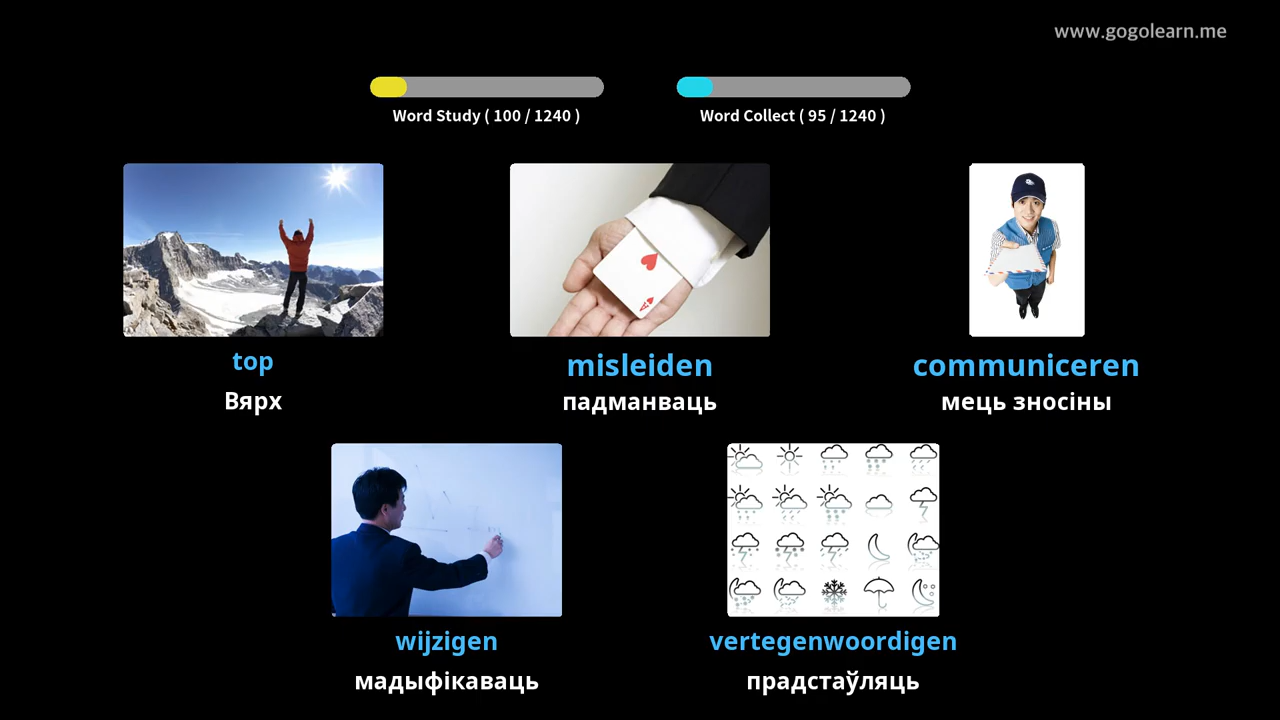 www.gogolearn.me
Word Study ( 100 / 1240 )
Word Collect ( 95 / 1240 )
top
Вярх
misleiden
падманваць
communiceren
мець зносіны
wijzigen
мадыфікаваць
vertegenwoordigen
прадстаўляць